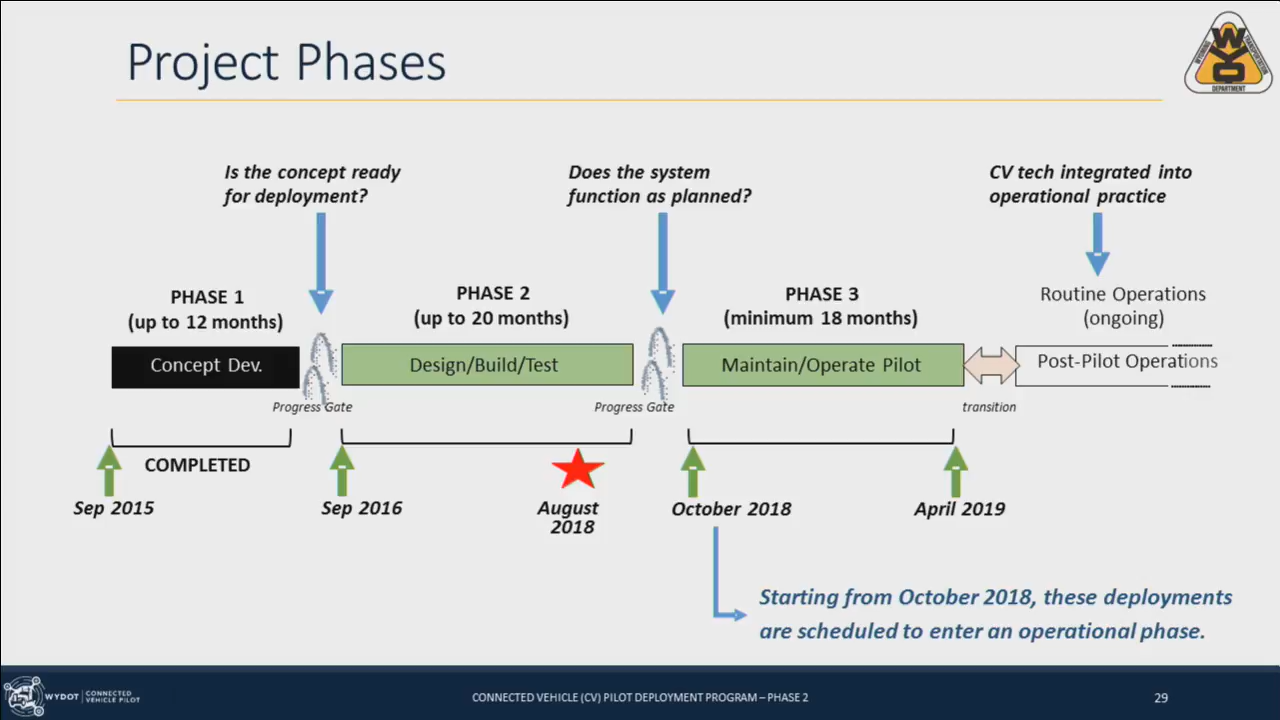 Project Phases
WYO
DEPARTMENT
Is the concept ready
for deployment?
Does the system
function as planned?
CV tech integrated into
operational practice
PHASE 1
(up to 12 months)
PHASE 2
(up to 20 months)
PHASE 3
(minimum 18 months)
Routine Operations
(ongoing)
Concept Dev.
Design/Build/Test
Maintain/Operate Pilot
Post-Pilot Operations
Progress Gate
Progress Gate
transition
COMPLETED
Sep 2015
Sep 2016
August
2018
October 2018
April 2019
Starting from October 2018, these deployments
are scheduled to enter an operational phase.
WYDOT
CONNECTED
VEHICLE PILOT
CONNECTED VEHICLE (CV) PILOT DEPLOYMENT PROGRAM – PHASE 2
29